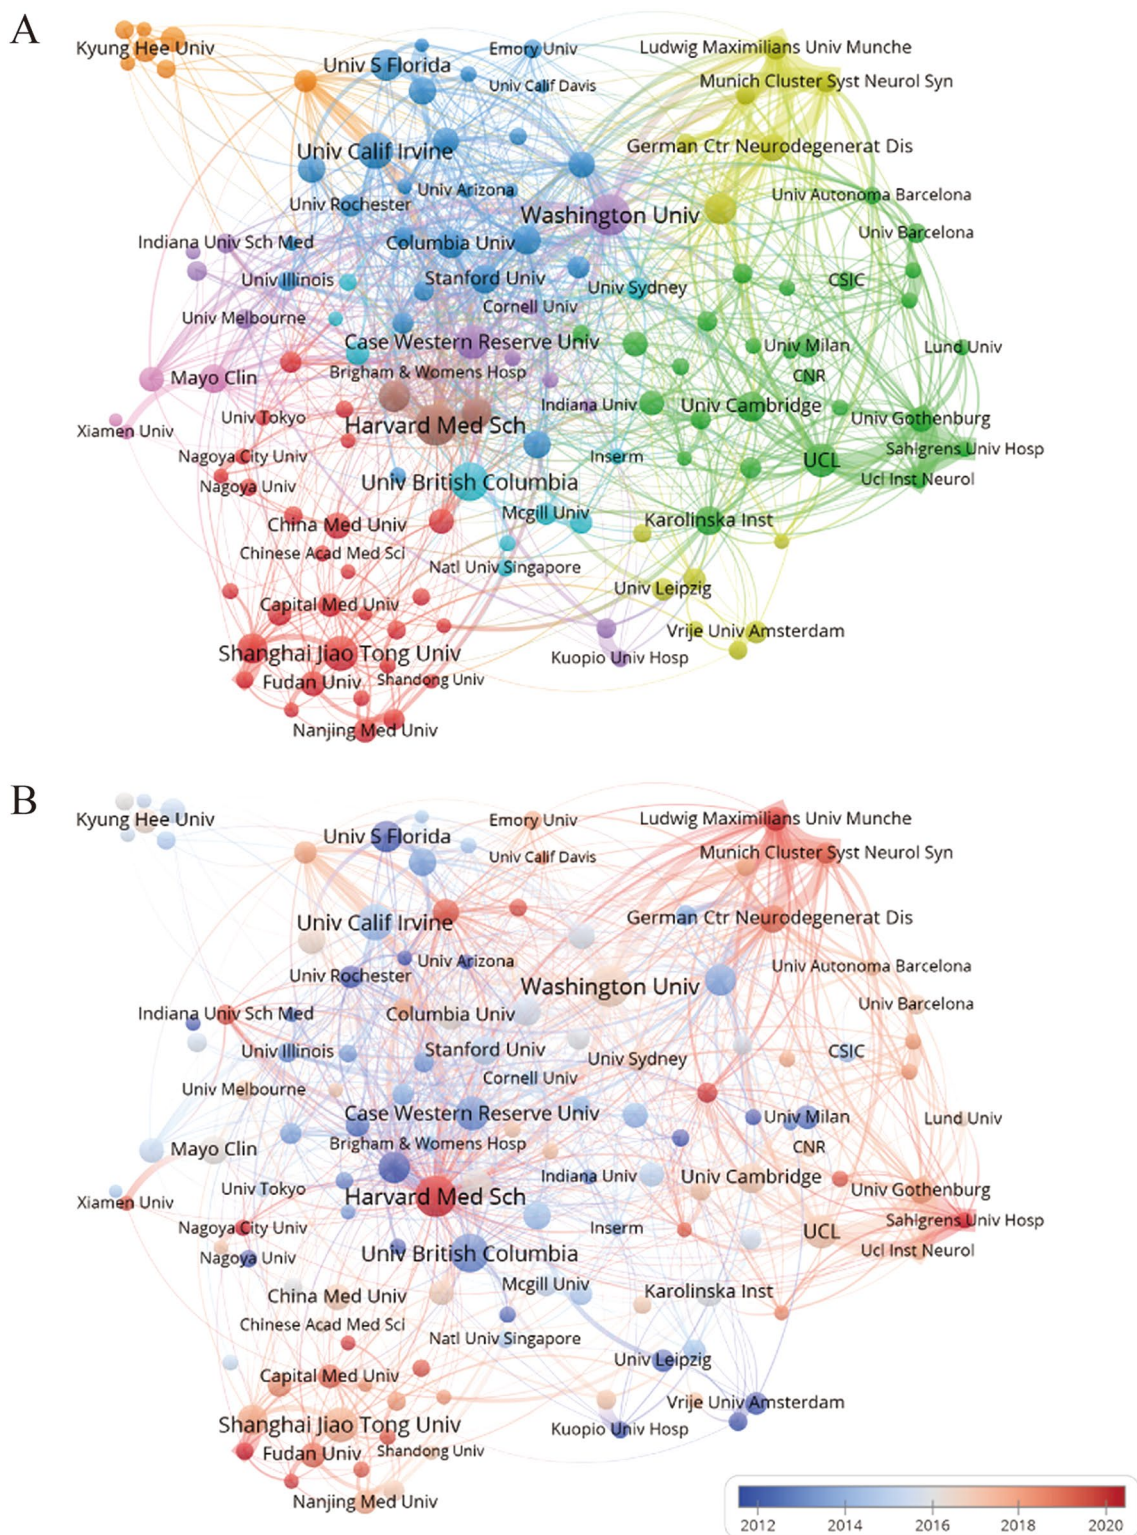 A
Kyung Hee Univ
Univ S Florida
Emory Univ
Ludwig Maximilians Univ Munche
Univ Calif Davis
Munich Cluster Syst Neurol Syn
Univ Calif Irvine
German Ctr Neurodegenerat Dis
Univ Arizona
Univ Autonoma Barcelona
Univ Rochester
Washington Univ
Univ Barcelona
Indiana Univ Sch Med
Columbia Univ
Univ Illinois
Stanford Univ
Univ Sydney
CSIC
Cornell Univ
Univ Melbourne
Case Western Reserve Univ
Univ Milan
Lund Univ
Mayo Clin
Brigham & Womens Hosp
CNR
Univ Tokyo
Harvard Med Sch
Indiana Univ
Univ Cambridge
Univ Gothenburg
Xiamen Univ
Sahlgrens Univ Hosp
Nagoya City Univ
Inserm
UCL
Nagoya Univ
Univ British Columbia
Ucl Inst Neurol
China Med Univ
Mcgill Univ
Karolinska Inst
Chinese Acad Med Sci
Natl Univ Singapore
Capital Med Univ
Univ Leipzig
Shanghai Jiao Tong Univ
Kuopio Univ Hosp
Vrije Univ Amsterdam
Fudan Univ
Shandong Univ
Nanjing Med Univ
B
Kyung Hee Univ
Univ S Florida
Emory Univ
Ludwig Maximilians Univ Munche
Univ Calif Davis
Munich Cluster Syst Neurol Syn
Univ Calif Irvine
German Ctr Neurodegenerat Dis
Univ Arizona
Univ Autonoma Barcelona
Univ Rochester
Washington Univ
Univ Barcelona
Indiana Univ Sch Med
Columbia Univ
Univ Illinois
Stanford Univ
Univ Sydney
CSIC
Cornell Univ
Univ Melbourne
Case Western Reserve Univ
Univ Milan
Lund Univ
Mayo Clin
Brigham & Womens Hosp
CNR
Univ Tokyo
Harvard Med Sch
Indiana Univ
Univ Cambridge
Univ Gothenburg
Xiamen Univ
Sahlgrens Univ Hosp
Nagoya City Univ
Inserm
UCL
Nagoya Univ
Univ British Columbia
Ucl Inst Neurol
China Med Univ
Mcgill Univ
Karolinska Inst
Chinese Acad Med Sci
Natl Univ Singapore
Capital Med Univ
Univ Leipzig
Shanghai Jiao Tong Univ
Kuopio Univ Hosp
Vrije Univ Amsterdam
Fudan Univ
Shandong Univ
Nanjing Med Univ
2012 2014 2016 2018 2020